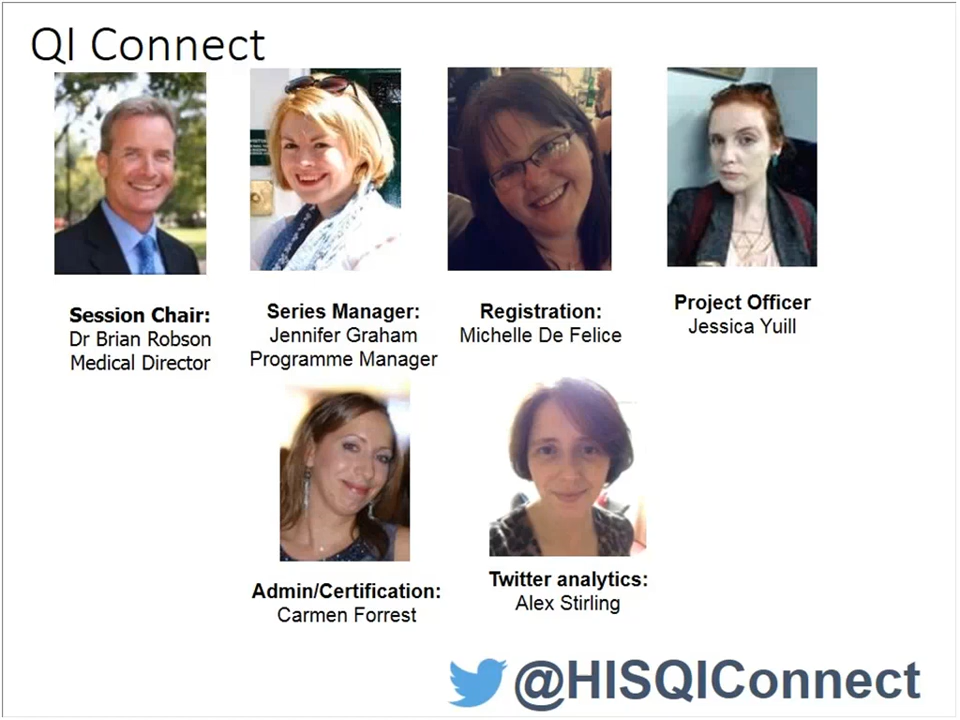 QI Connect
Session Chair:
Dr Brian Robson
Medical Director
Series Manager:
Jennifer Graham
Programme Manager
Registration:
Michelle De Felice
Project Officer
Jessica Yuill
Admin/Certification:
Carmen Forrest
Twitter analytics:
Alex Stirling
@HISQIConnect